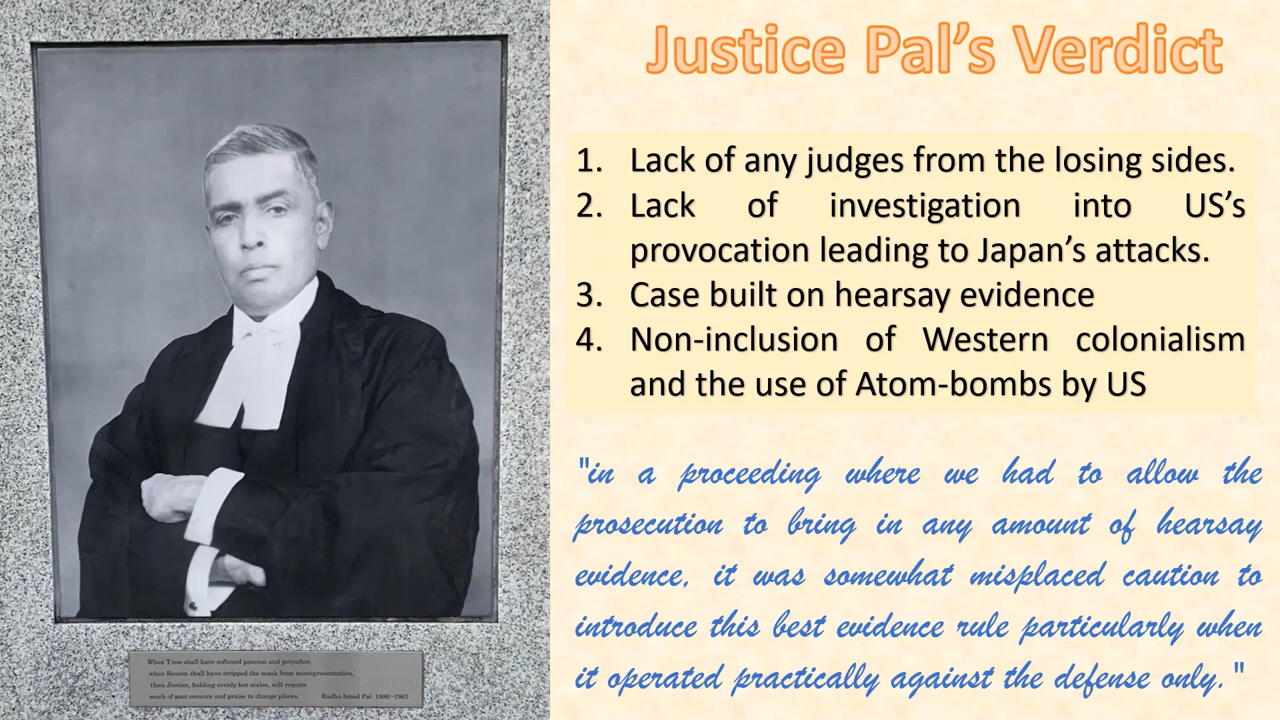 Justice Pal's Verdict
1. Lack of any judges from the losing sides.
2. Lack of investigation into US's
provocation leading to Japan's attacks.
3. Case built on hearsay evidence
4. Non-inclusion of Western colonialism
and the use of Atom-bombs by US
"in a proceeding where we had to allow the
prosecution to bring in any amount of hearsay
evidence, it was somewhat misplaced caution to
introduce this best evidence rule particularly when
it operated practically against the defense only."
When Time shall have softened passion and prejudice,
when Reason shall have stripped the mask from misrepresentation,
then Justice, holding evenly her scales, will require
much of past censure and praise to change places. Radha binod Pal 1886-1967